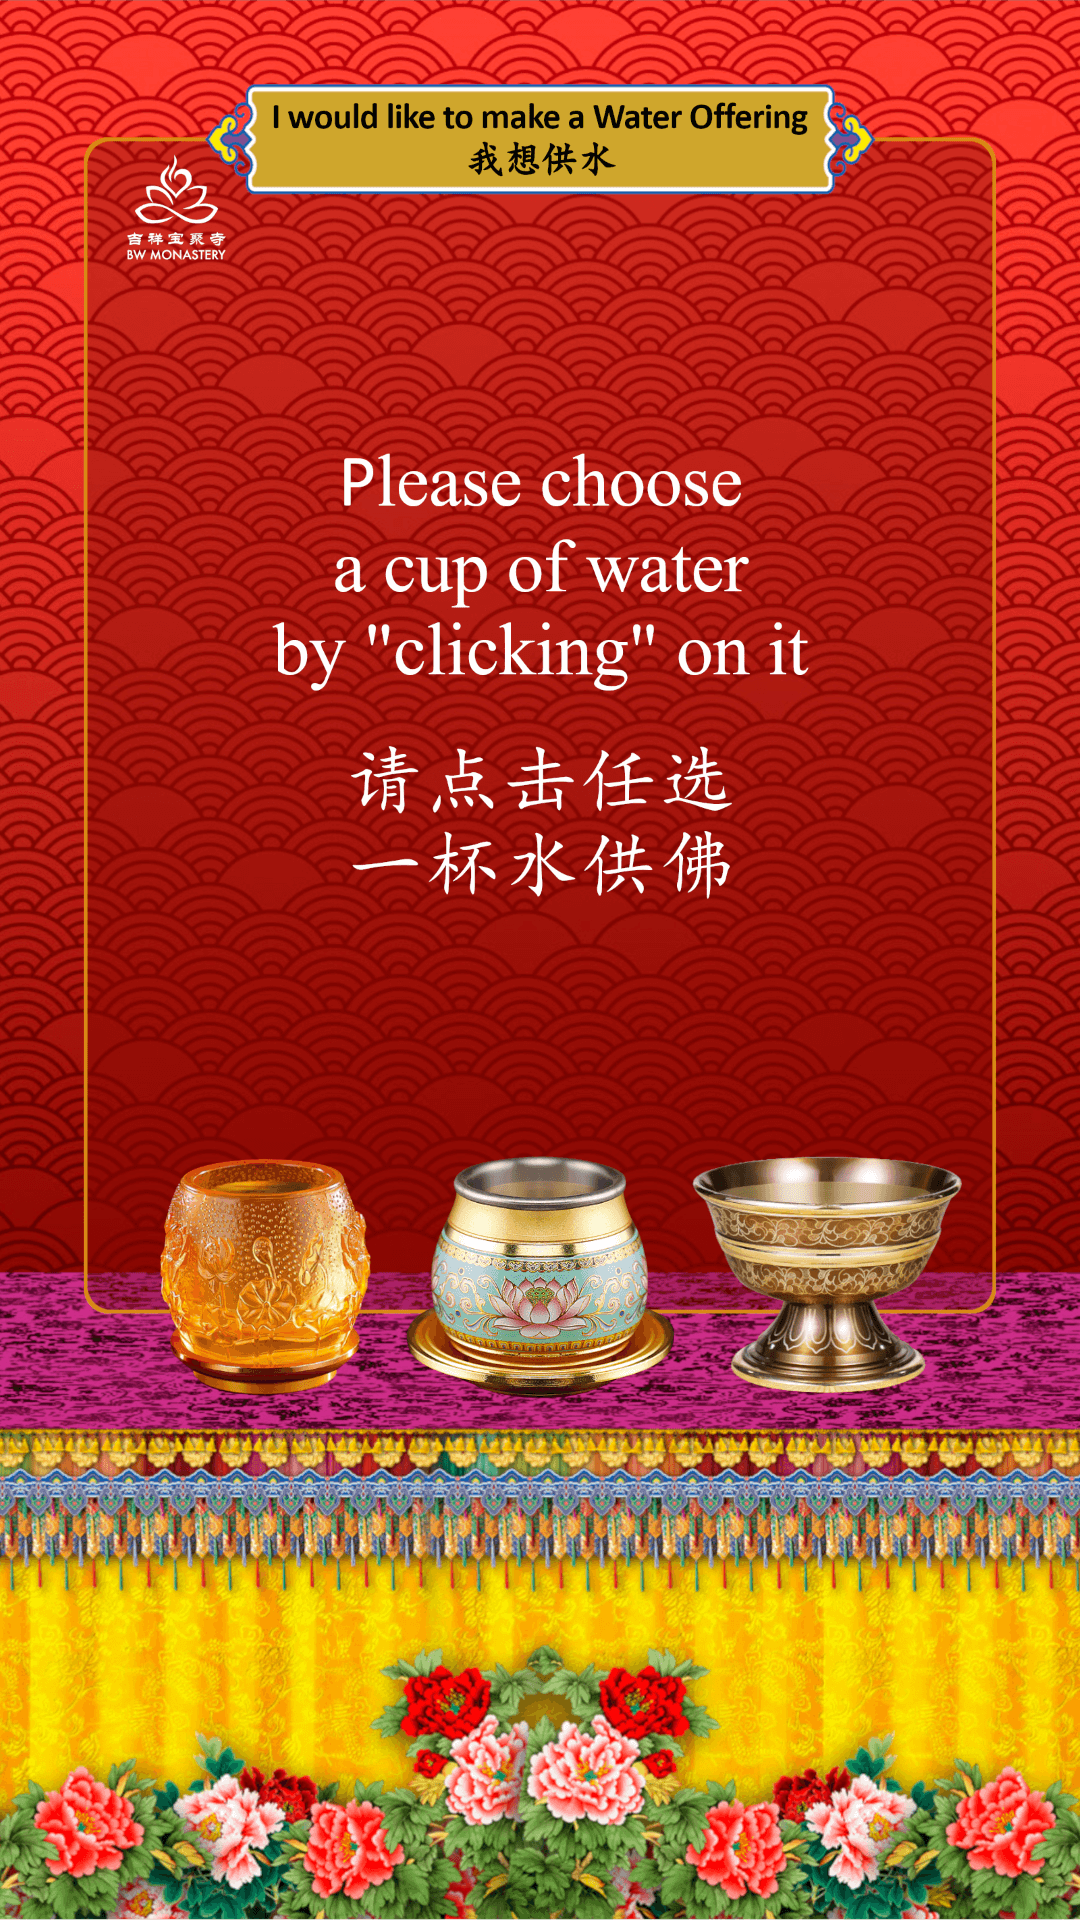 I would like to make a Water Offering
我想供水
吉祥宝聚寺
BW MONASTERY
Please choose
a cup of water
by "clicking" on it
请点击任选
一杯水供佛